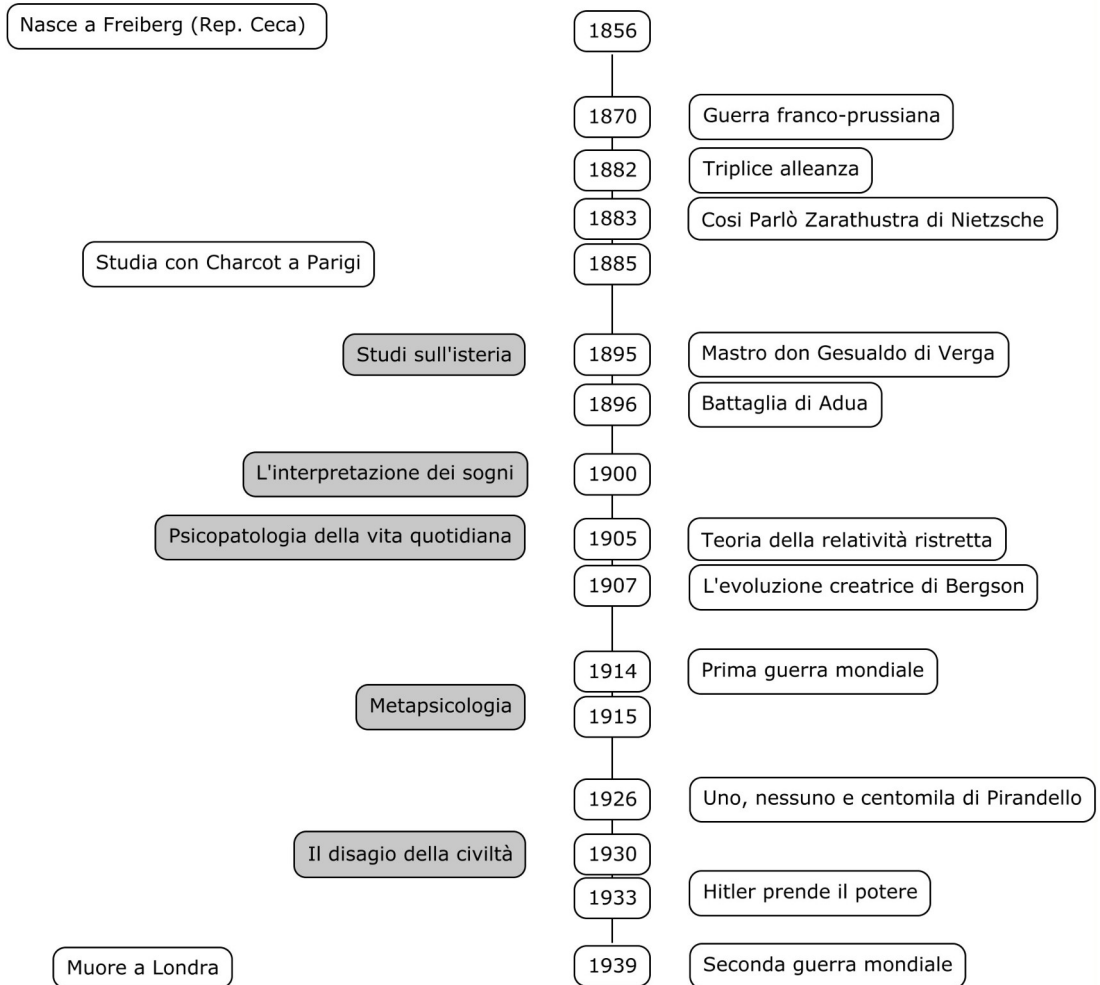 Nasce a Freiberg (Rep. Ceca)
1856
1870
Guerra franco-prussiana
1882
Triplice alleanza
1883
Cosi Parlò Zarathustra di Nietzsche
Studia con Charcot a Parigi
1885
Studi sull'isteria
1895
Mastro don Gesualdo di Verga
1896
Battaglia di Adua
L'interpretazione dei sogni
1900
Psicopatologia della vita quotidiana
1905
Teoria della relatività ristretta
1907
L'evoluzione creatrice di Bergson
1914
Prima guerra mondiale
Metapsicologia
1915
1926
Uno, nessuno e centomila di Pirandello
Il disagio della civiltà
1930
1933
Hitler prende il potere
Muore a Londra
1939
Seconda guerra mondiale